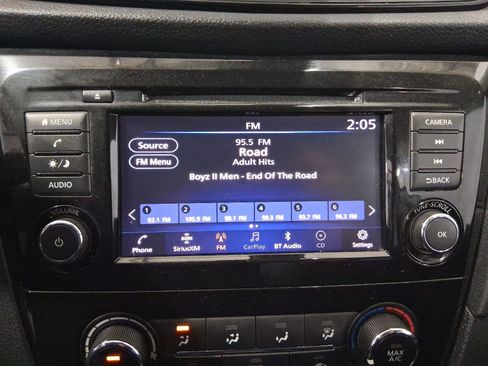 FM
2:05
MENU
CAMERA
Source
95.5 FM
Road
Adult Hits
FM Menu
Boyz II Men - End Of The Road
AUDIO
BACK
1 2 3 4 5 6
92.1 FM 105.9 FM 98.1 FM 99.3 FM 93.7 FM 96.3 FM
VOLUME
TUNE·SCROLL
OK
Phone SiriusXM FM CarPlay BT Audio CD Settings
MAX
A/C